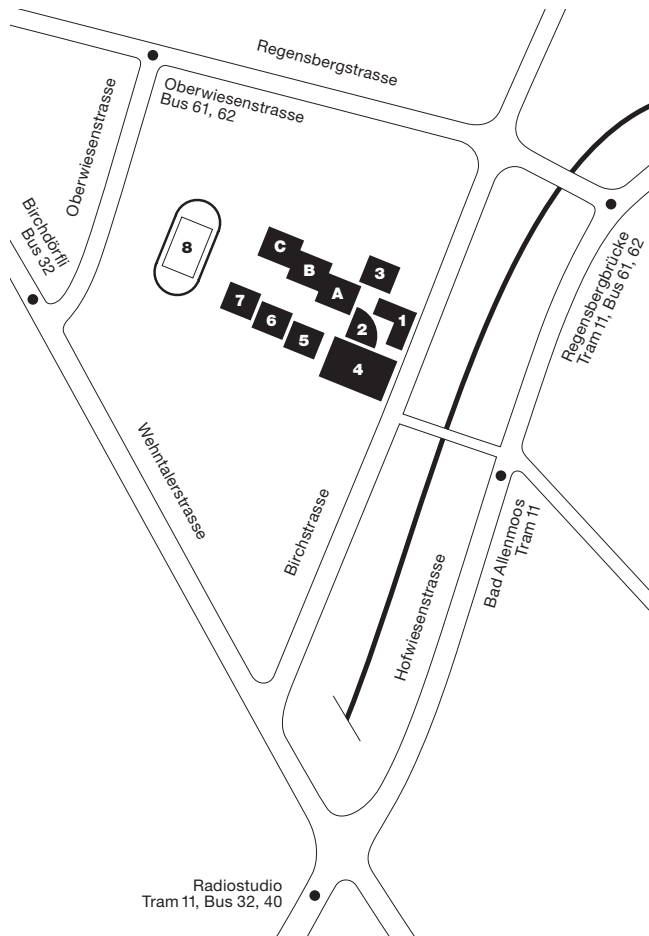 Regensbergstrasse
Oberwiesenstrasse
Oberwiesenstrasse
Bus 61, 62
Birchdörfli
Bus 32
8
C
B
A
3
7
6
5
2
1
4
Regensbergbrücke
Tram 11, Bus 61, 62
Wehntalerstrasse
Birchstrasse
Bad Allenmoos
Tram 11
Hofwiesenstrasse
Radiostudio
Tram 11, Bus 32, 40